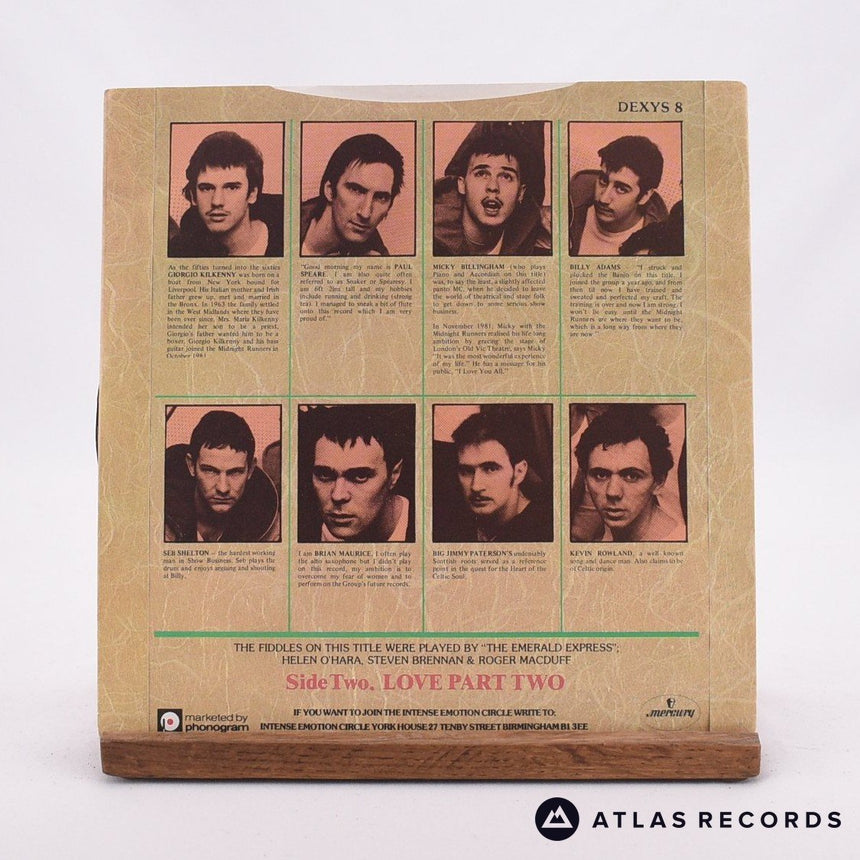 DEXYS 8
As the fifties turned into the sixties
GIORGIO KILKENNY was born on a
boat from New York bound for
Liverpool. His Italian mother and Irish
father grew up, met and married in
the Bronx. In 1963 the family settled
in the West Midlands where they have
been ever since. Mrs. Maria Kilkenny
intended her son to be a priest,
Giorgio's father wanted him to be a
boxer. Giorgio Kilkenny and his bass
guitar joined the Midnight Runners in
October 1981
"Good morning my name is PAUL
SPEARE. I am also quite often
referred to as Snaker or Spearesy. I
am 6ft 2ins tall and my hobbies
include running and drinking (strong
tea). I managed to sneak a bit of flute
onto this record which I am very
proud of."
MICKY BILLINGHAM (who plays
Piano and Accordian on this title)
was, to say the least, a slightly affected
panto MC, when he decided to leave
the world of theatrical and stage folk
to get down to some serious show
business.
In November 1981, Micky with the
Midnight Runners realised his life long
ambition by gracing the stage of
London's Old Vic Theatre, says Micky
"It was the most wonderful experience
of my life." He has a message for his
public, "I Love You All."
BILLY ADAMS - "I struck and
plucked the Banjo on this title. I
joined the group a year ago, and from
then til now I have trained and
sweated and perfected my craft. The
training is over and now I am strong. I
won't be easy until the Midnight
Runners are where they want to be,
which is a long way from where they
are now."
SEB SHELTON – the hardest working
man in Show Business. Seb plays the
drum and enjoys arguing and shouting
at Billy.
I am BRIAN MAURICE, I often play
the alto saxophone but I didn't play
on this record, my ambition is to
overcome my fear of women and to
perform on the Group's future records.
BIG JIMMY PATERSON'S undeniably
Scottish roots served as a reference
point in the quest for the Heart of the
Celtic Soul.
KEVIN ROWLAND, a well known
song and dance man. Also claims to be
of Celtic origin.
THE FIDDLES ON THIS TITLE WERE PLAYED BY "THE EMERALD EXPRESS";
HELEN O'HARA, STEVEN BRENNAN & ROGER MACDUFF
Side Two. LOVE PART TWO
IF YOU WANT TO JOIN THE INTENSE EMOTION CIRCLE WRITE TO:
INTENSE EMOTION CIRCLE YORK HOUSE 27 TENBY STREET BIRMINGHAM B1 3EE
marketed by
phonogram
mercury
ATLAS RECORDS